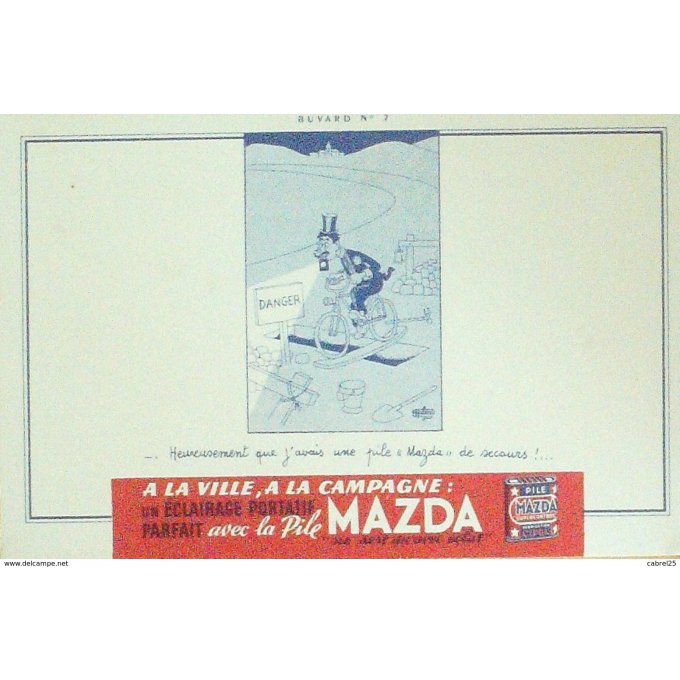 BUVARD N° 7
DANGER
-. Heureusement que j'avais une pile "Mazda" de secours !...
A LA VILLE, A LA CAMPAGNE :
UN ÉCLAIRAGE PORTATIF
PARFAIT avec la Pile MAZDA
PILE
MAZDA
© www.delcampe.net
cabrel25